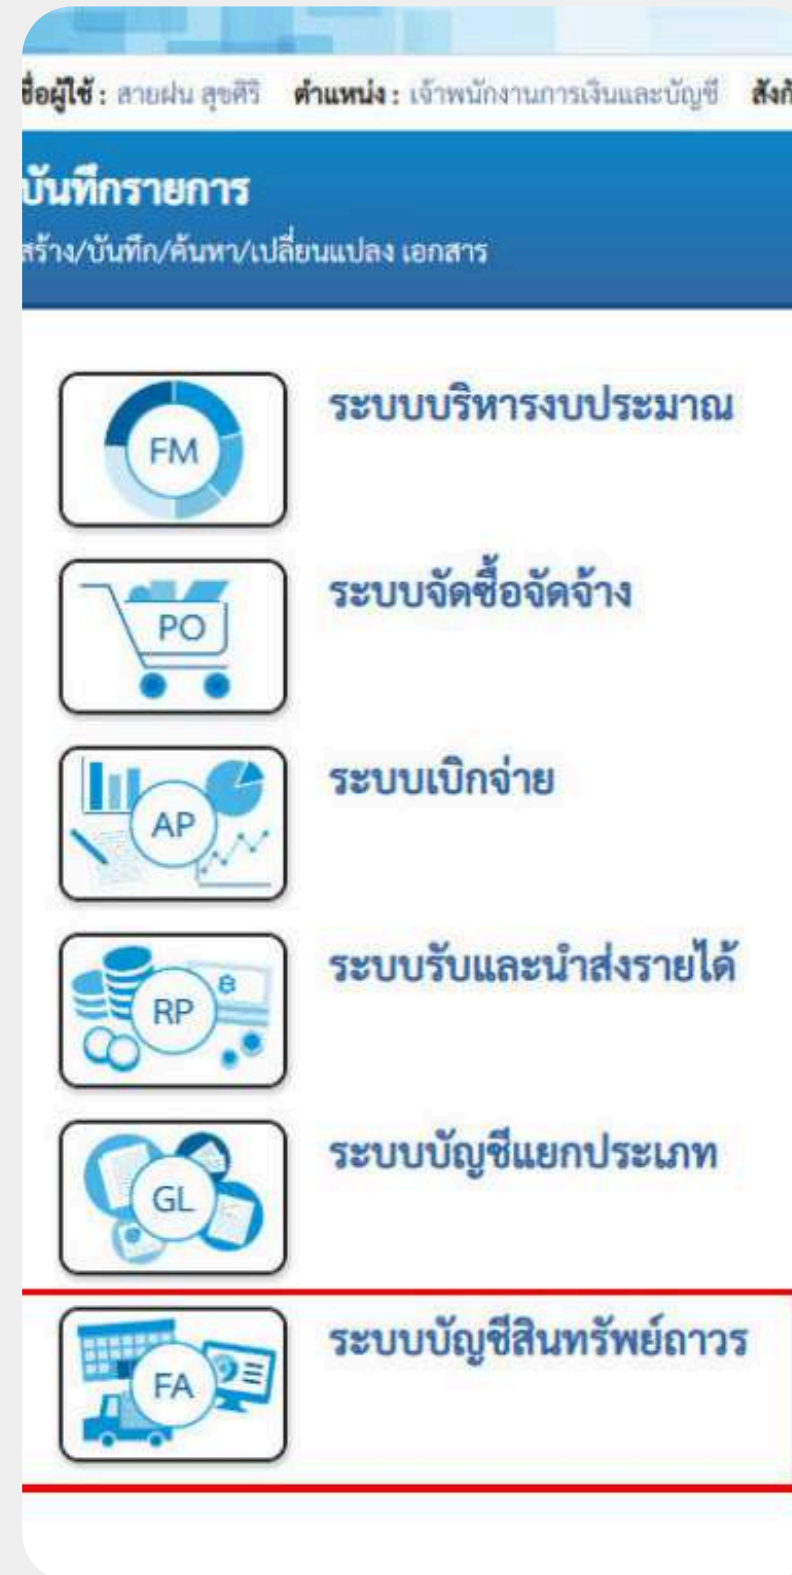 ชื่อผู้ใช้ : สายฝน สุขศิริ ตำแหน่ง : เจ้าพนักงานการเงินและบัญชี
บันทึกรายการ
สร้าง/บันทึก/ค้นหา/เปลี่ยนแปลง เอกสาร
FM
ระบบบริหารงบประมาณ
PO
ระบบจัดซื้อจัดจ้าง
AP
ระบบเบิกจ่าย
RP
ระบบรับและนำส่งรายได้
GL
ระบบบัญชีแยกประเภท
FA
ระบบบัญชีสินทรัพย์ถาวร